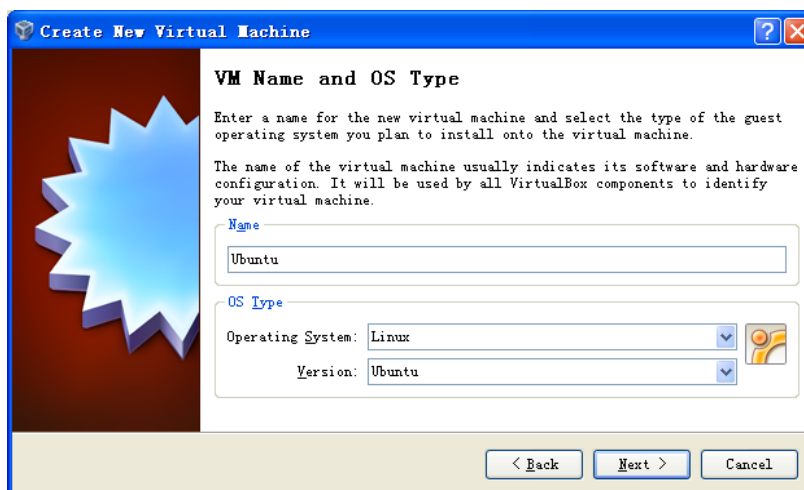 Create New Virtual Machine
VM Name and OS Type
Enter a name for the new virtual machine and select the type of the guest
operating system you plan to install onto the virtual machine.
The name of the virtual machine usually indicates its software and hardware
configuration. It will be used by all VirtualBox components to identify
your virtual machine.
Name
Ubuntu
OS Type
Operating System: Linux
Version: Ubuntu
< Back Next > Cancel